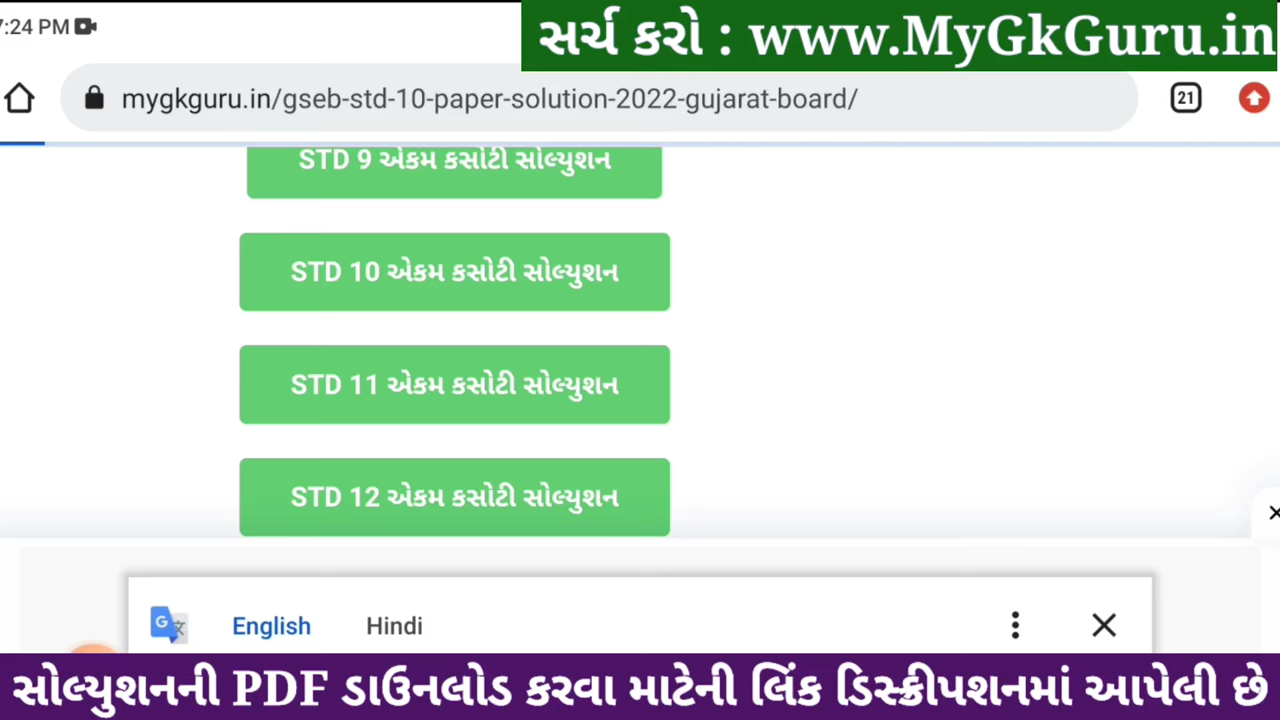 સર્ચ કરો : www.MyGkGuru.in
7:24 PM
mygkguru.in/gseb-std-10-paper-solution-2022-gujarat-board/
21
STD 9 એકમ કસોટી સોલ્યુશન
STD 10 એકમ કસોટી સોલ્યુશન
STD 11 એકમ કસોટી સોલ્યુશન
STD 12 એકમ કસોટી સોલ્યુશન
English Hindi
સોલ્યુશનની PDF ડાઉનલોડ કરવા માટેની લિંક ડિસ્ક્રીપશનમાં આપેલી છે